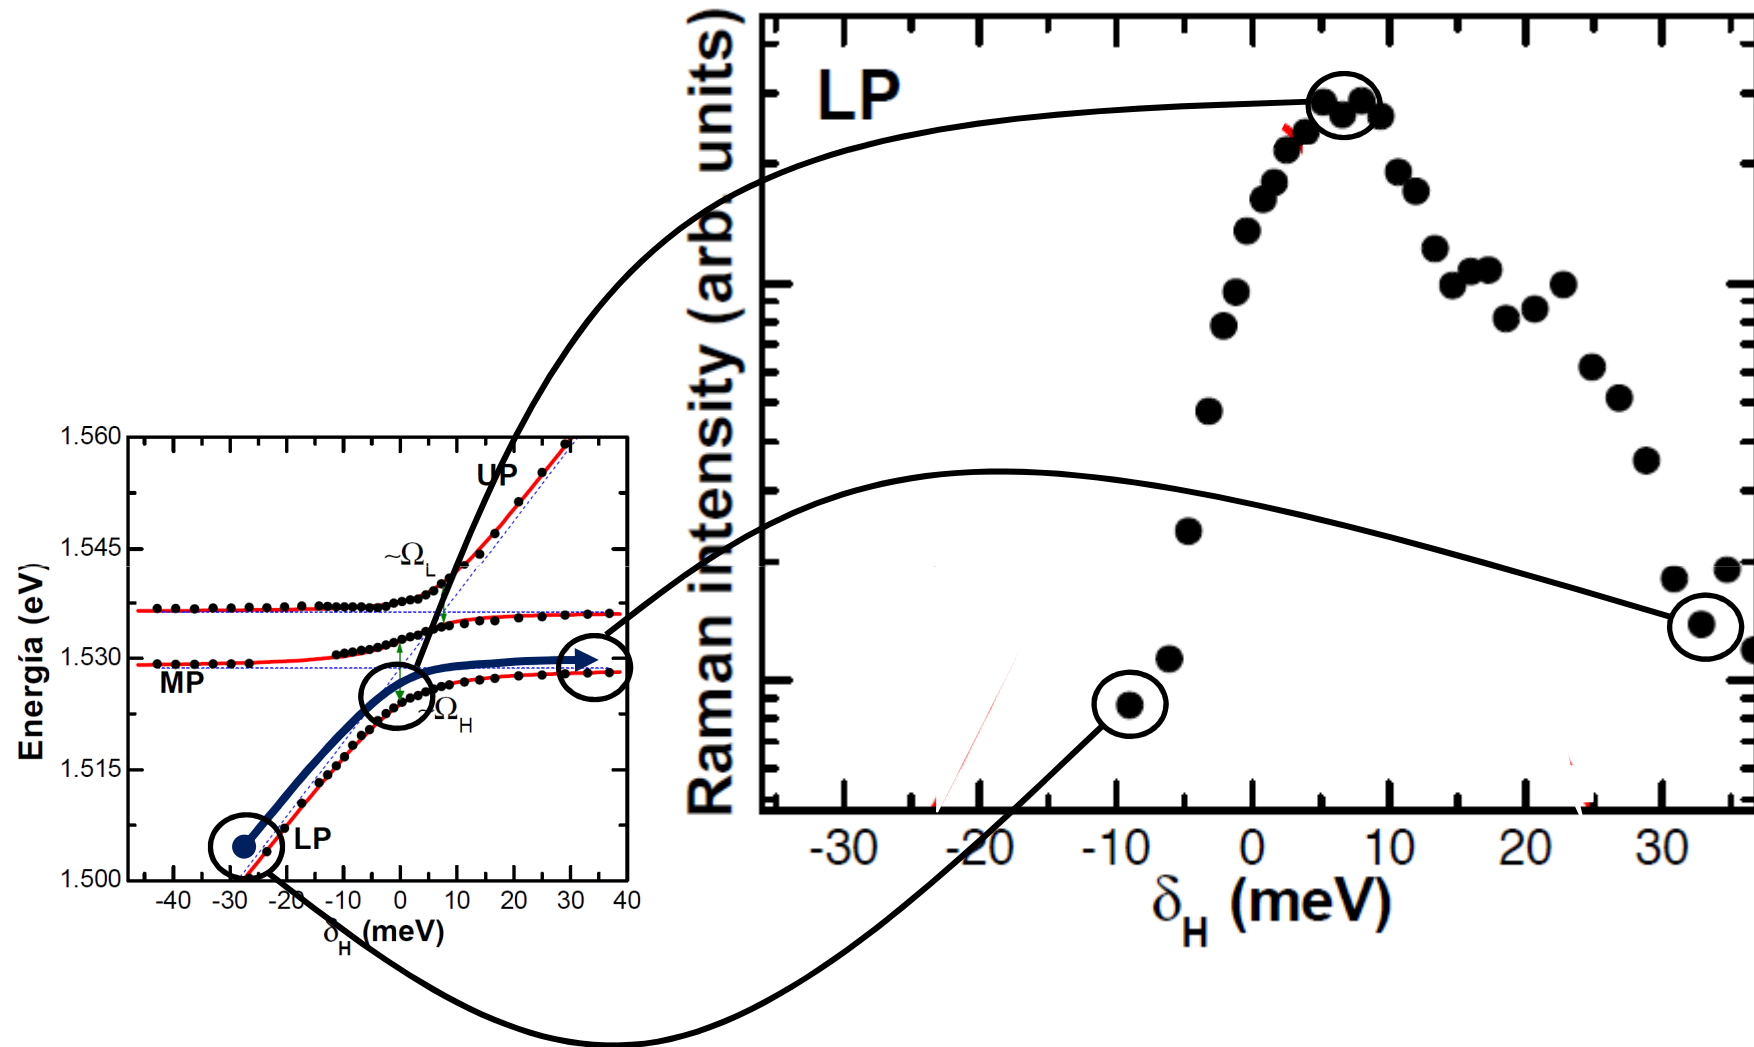 LP
Raman intensity (arb. units)
-30 -20 -10 0 10 20 30
δH (meV)
1.560
1.545
1.530
1.515
1.500
Energía (eV)
UP
~ΩL
MP
~ΩH
LP
-40 -30 -20 -10 0 10 20 30 40
δH (meV)